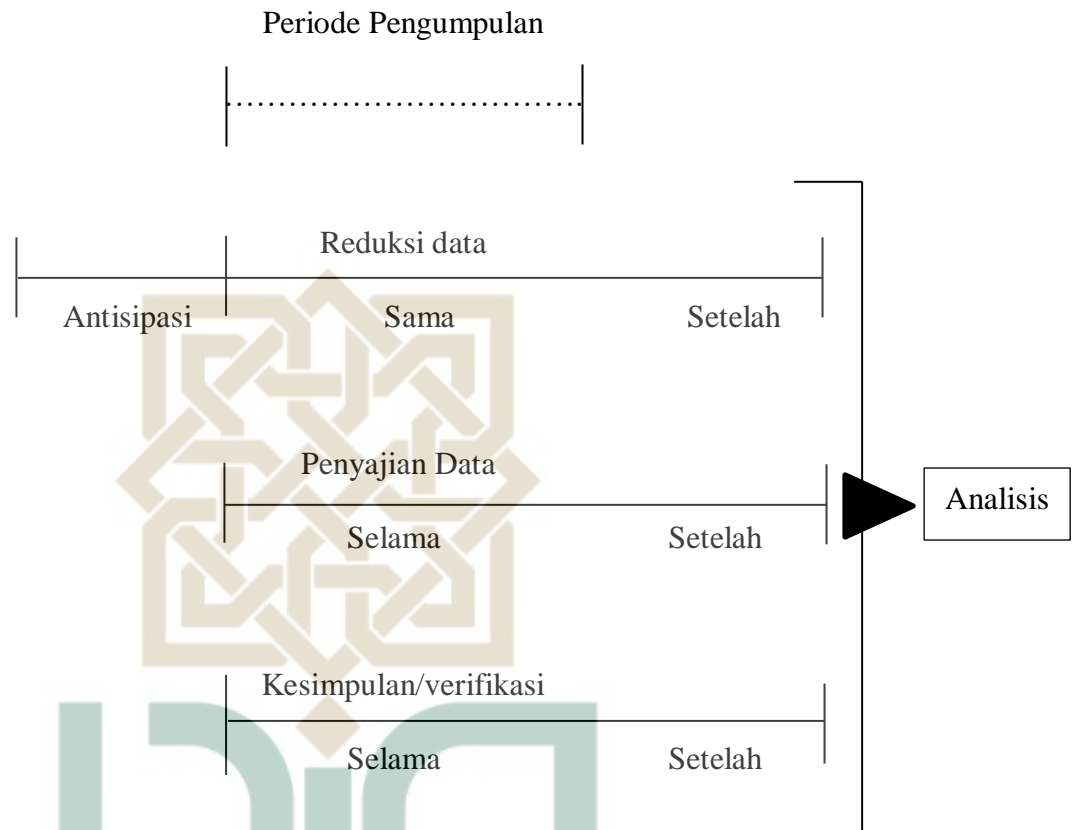 Periode Pengumpulan
Reduksi data
Antisipasi Sama Setelah
Penyajian Data
Analisis
Selama Setelah
Kesimpulan/verifikasi
Selama Setelah